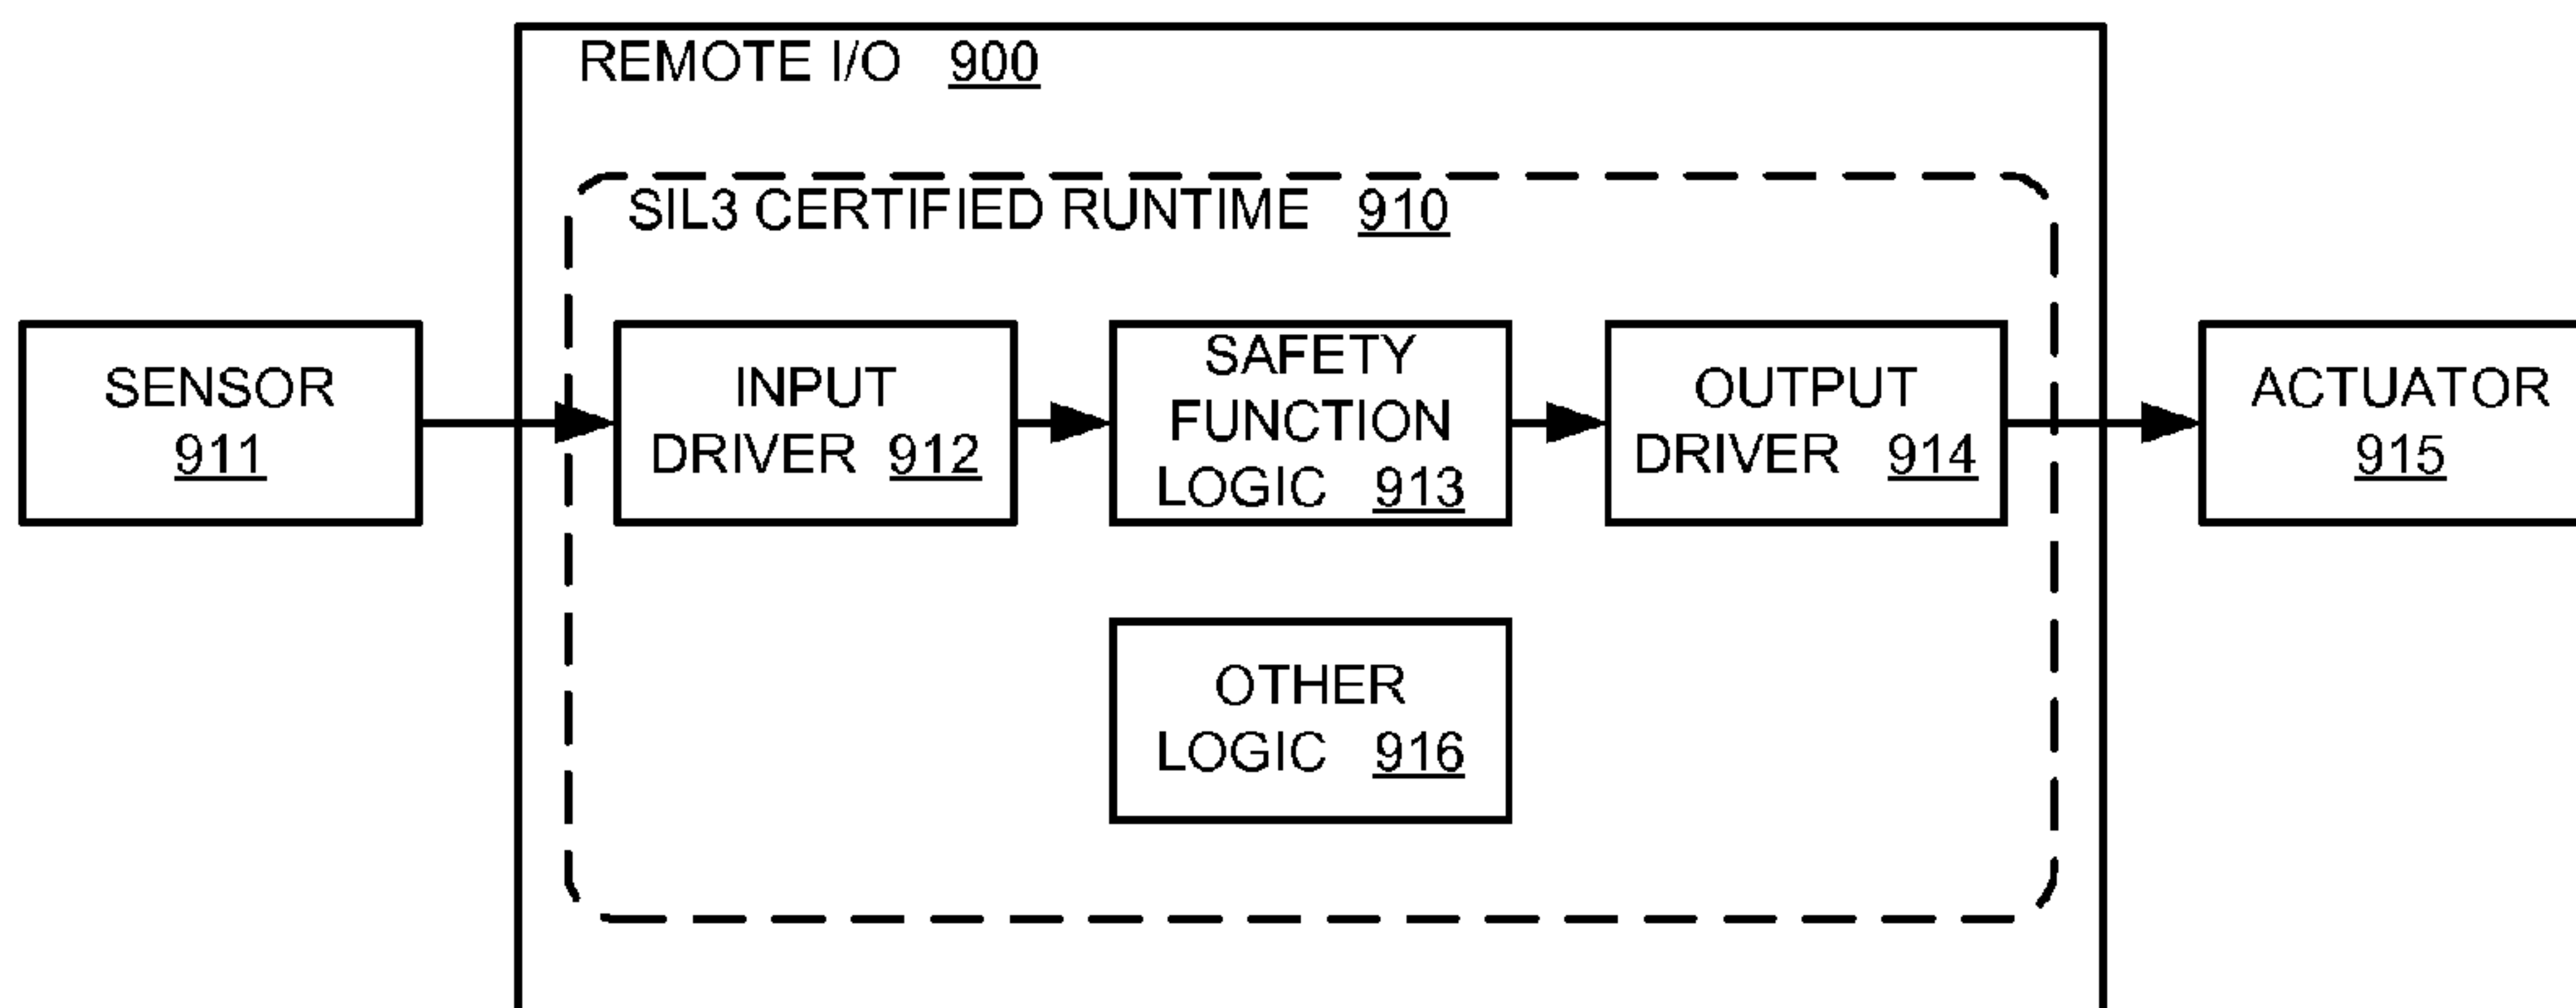 REMOTE I/O 900
SIL3 CERTIFIED RUNTIME 910
SENSOR
911
INPUT
DRIVER 912
SAFETY
FUNCTION
LOGIC 913
OUTPUT
DRIVER 914
ACTUATOR
915
OTHER
LOGIC 916